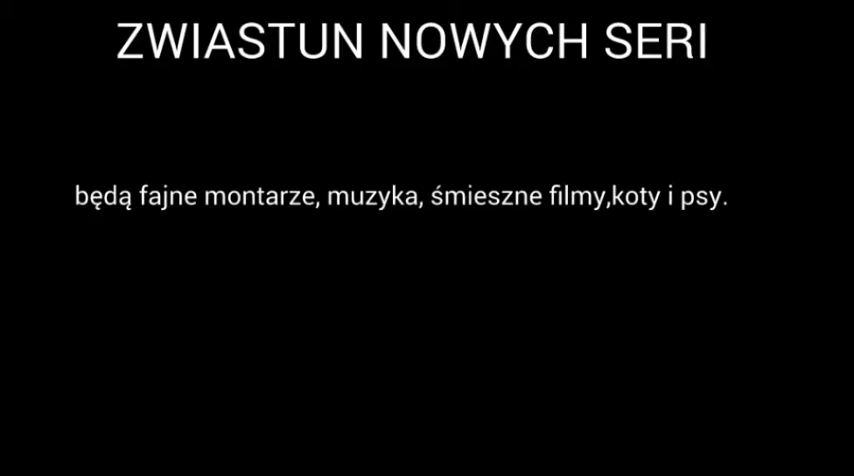 ZWIASTUN NOWYCH SERI
będą fajne montarze, muzyka, śmieszne filmy,koty i psy.